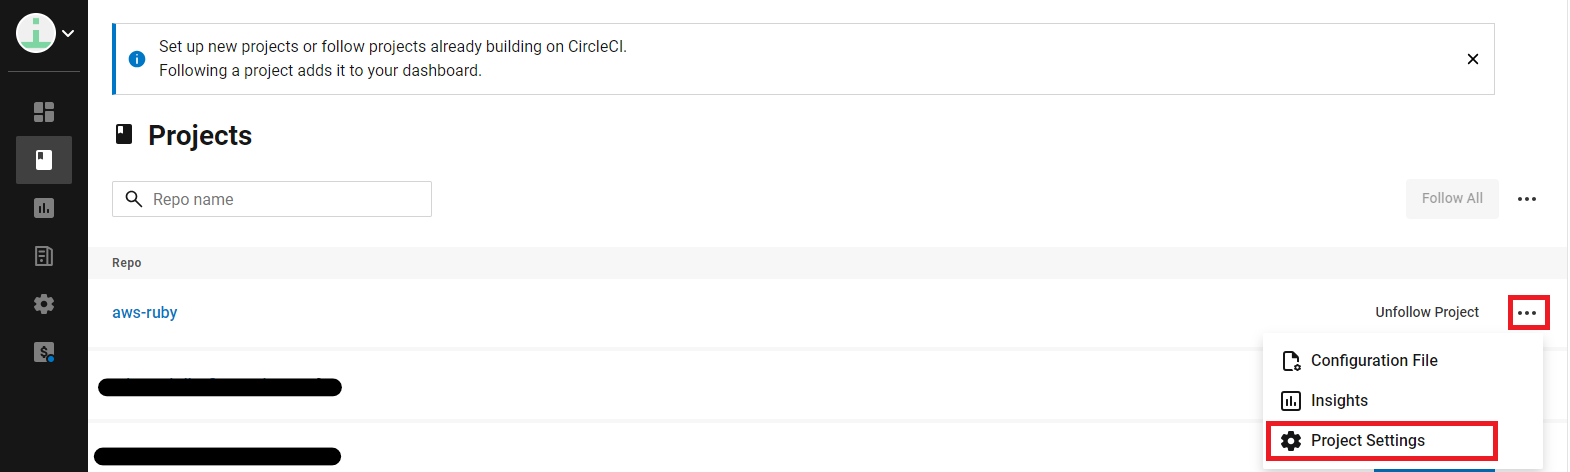 Set up new projects or follow projects already building on CircleCI.
Following a project adds it to your dashboard.
Projects
Repo name
Follow All
Repo
aws-ruby
Unfollow Project
Configuration File
Insights
Project Settings